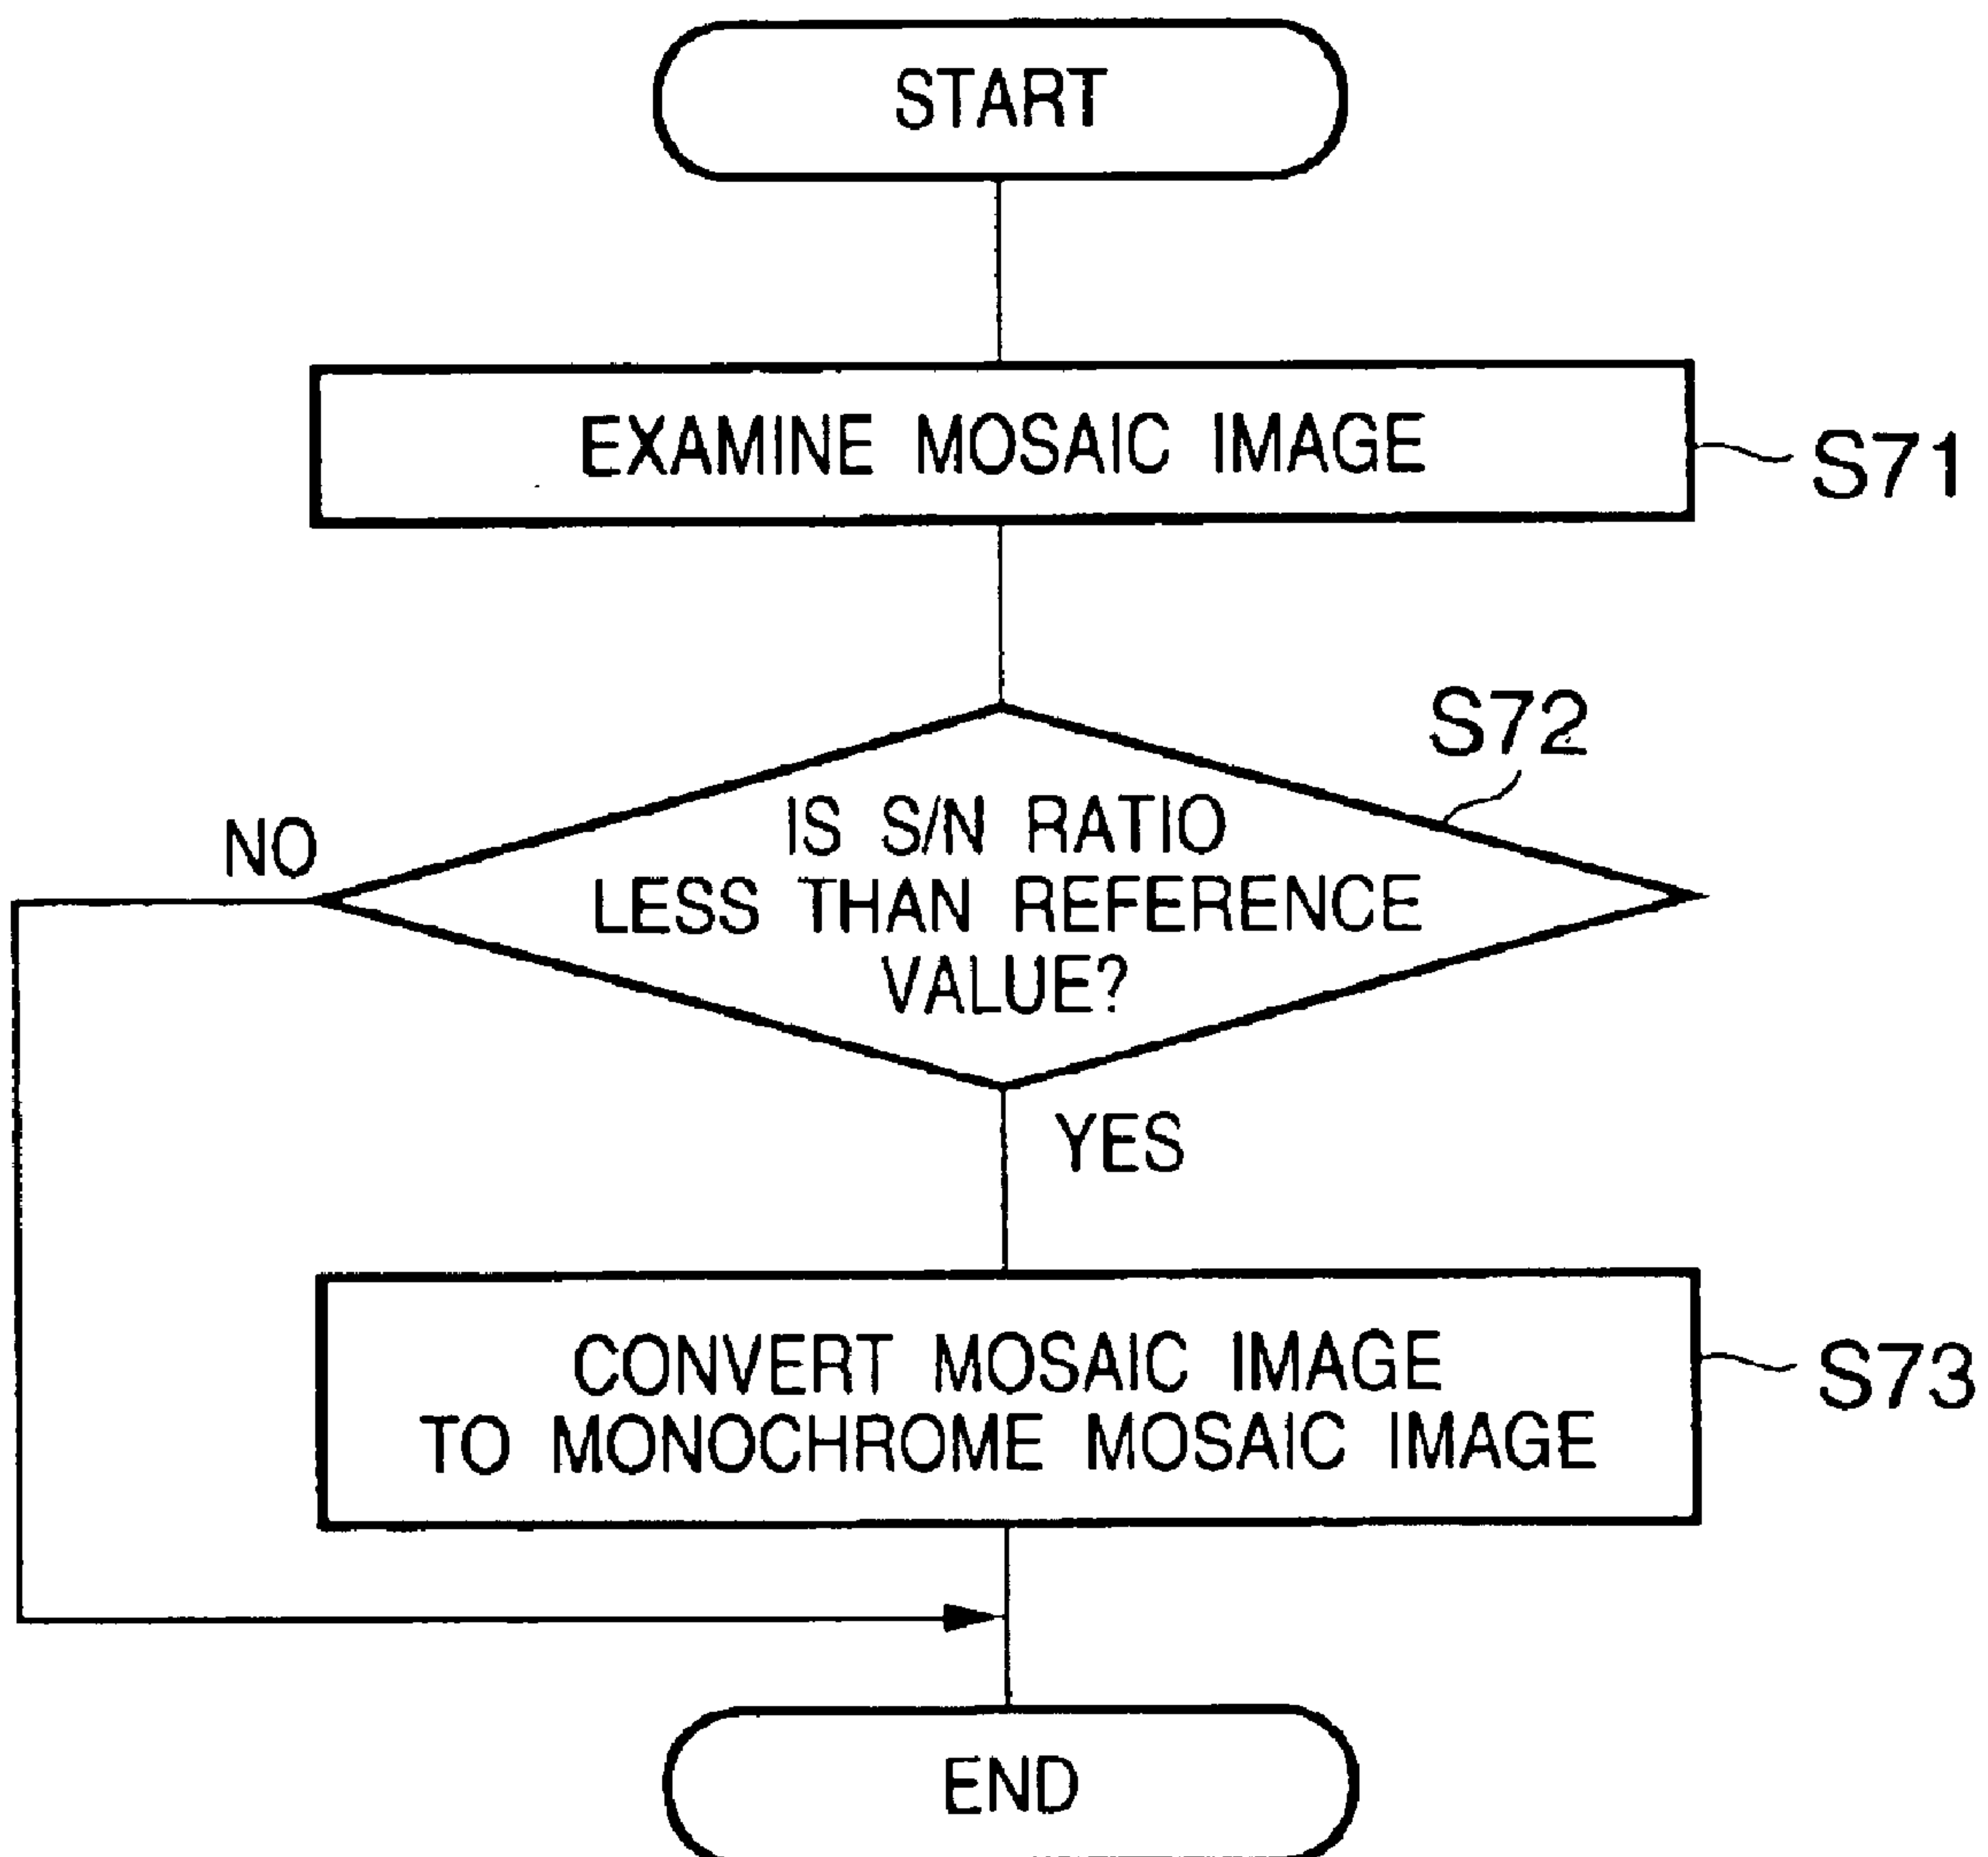 START
EXAMINE MOSAIC IMAGE
S71
S72
IS S/N RATIO
LESS THAN REFERENCE
VALUE?
NO
YES
CONVERT MOSAIC IMAGE
TO MONOCHROME MOSAIC IMAGE
S73
END